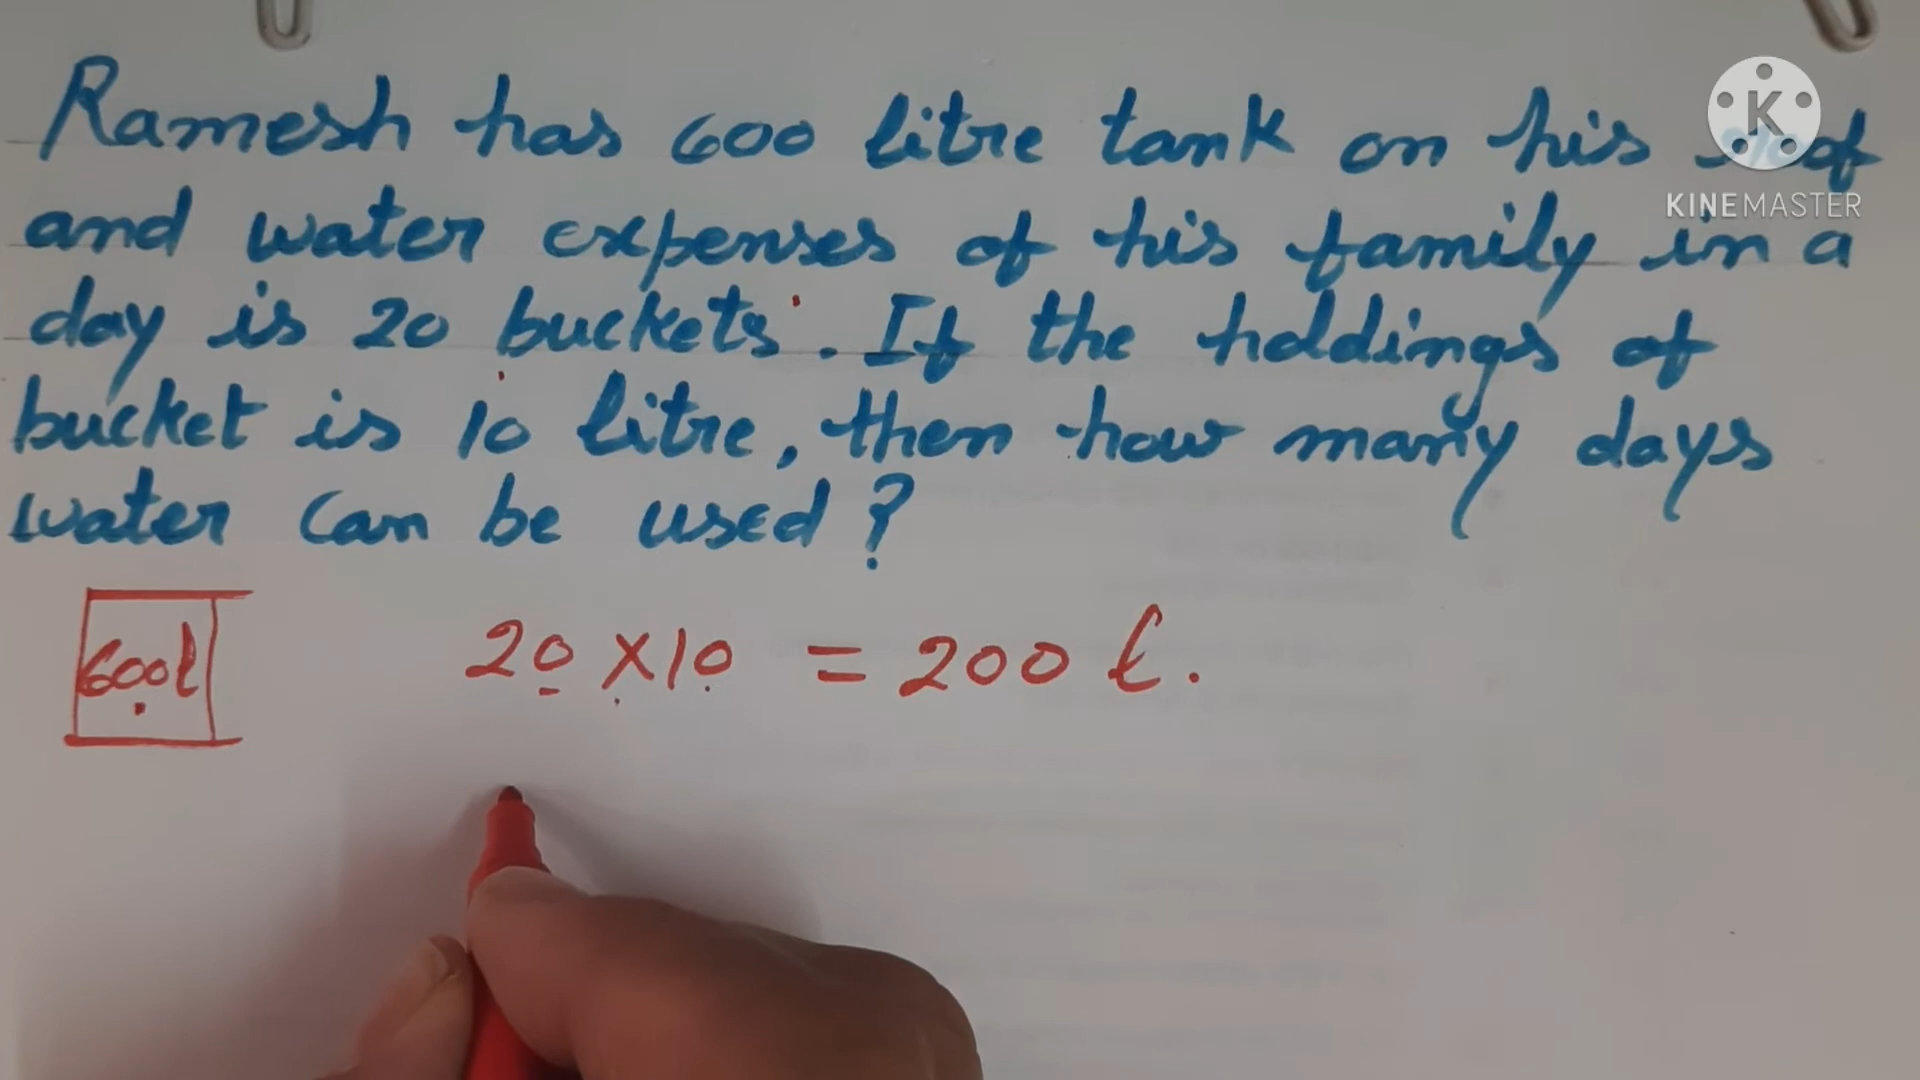 Ramesh has 600 litre tank on his roof
and water expenses of his family in a
day is 20 buckets. If the holdings of
bucket is 10 litre, then how many days
water can be used?
600l
20 x 10 = 200 l.
K
KINEMASTER